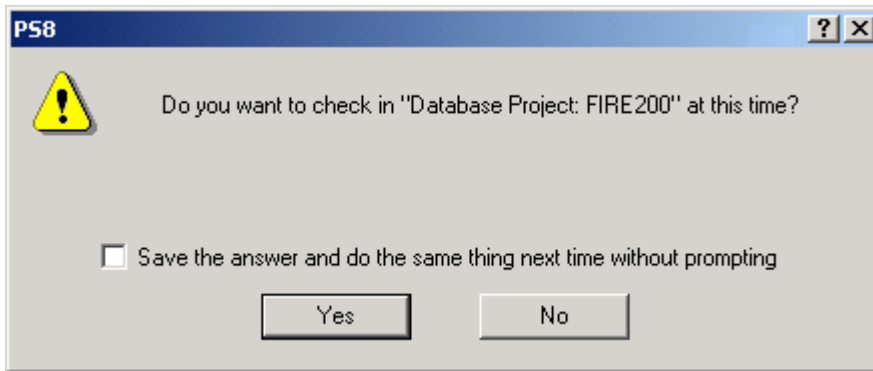 PS8
Do you want to check in "Database Project: FIRE200" at this time?
Save the answer and do the same thing next time without prompting
Yes No